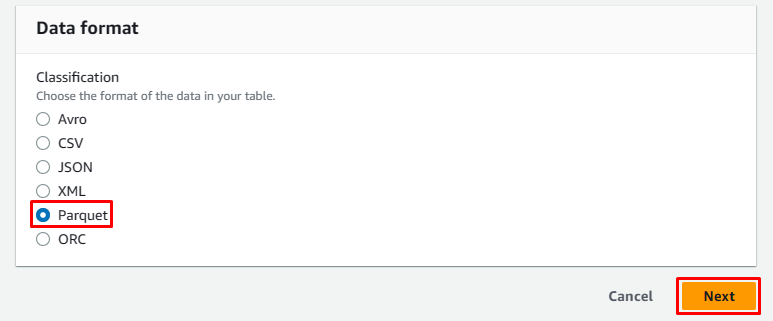 Data format
Classification
Choose the format of the data in your table.
Avro
CSV
JSON
XML
Parquet
ORC
Cancel Next